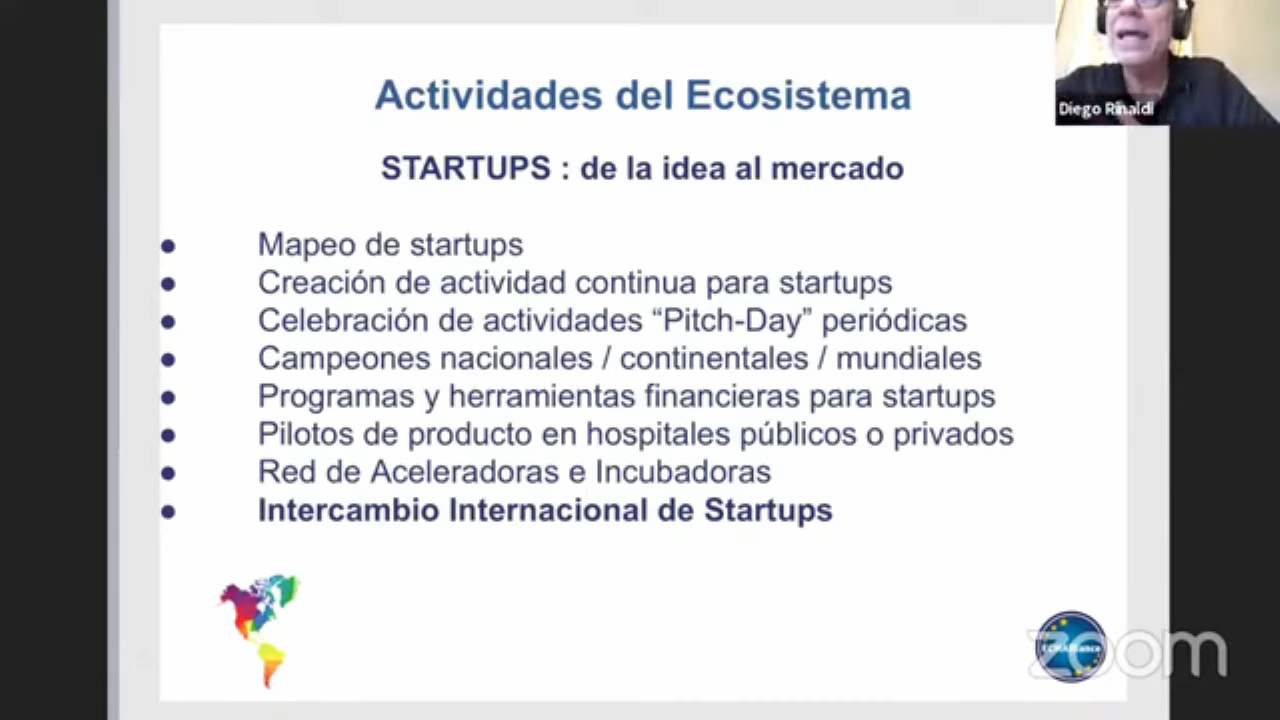 Actividades del Ecosistema
Diego Rinaldi
STARTUPS : de la idea al mercado
● Mapeo de startups
● Creación de actividad continua para startups
● Celebración de actividades “Pitch-Day” periódicas
● Campeones nacionales / continentales / mundiales
● Programas y herramientas financieras para startups
● Pilotos de producto en hospitales públicos o privados
● Red de Aceleradoras e Incubadoras
● Intercambio Internacional de Startups
zoom